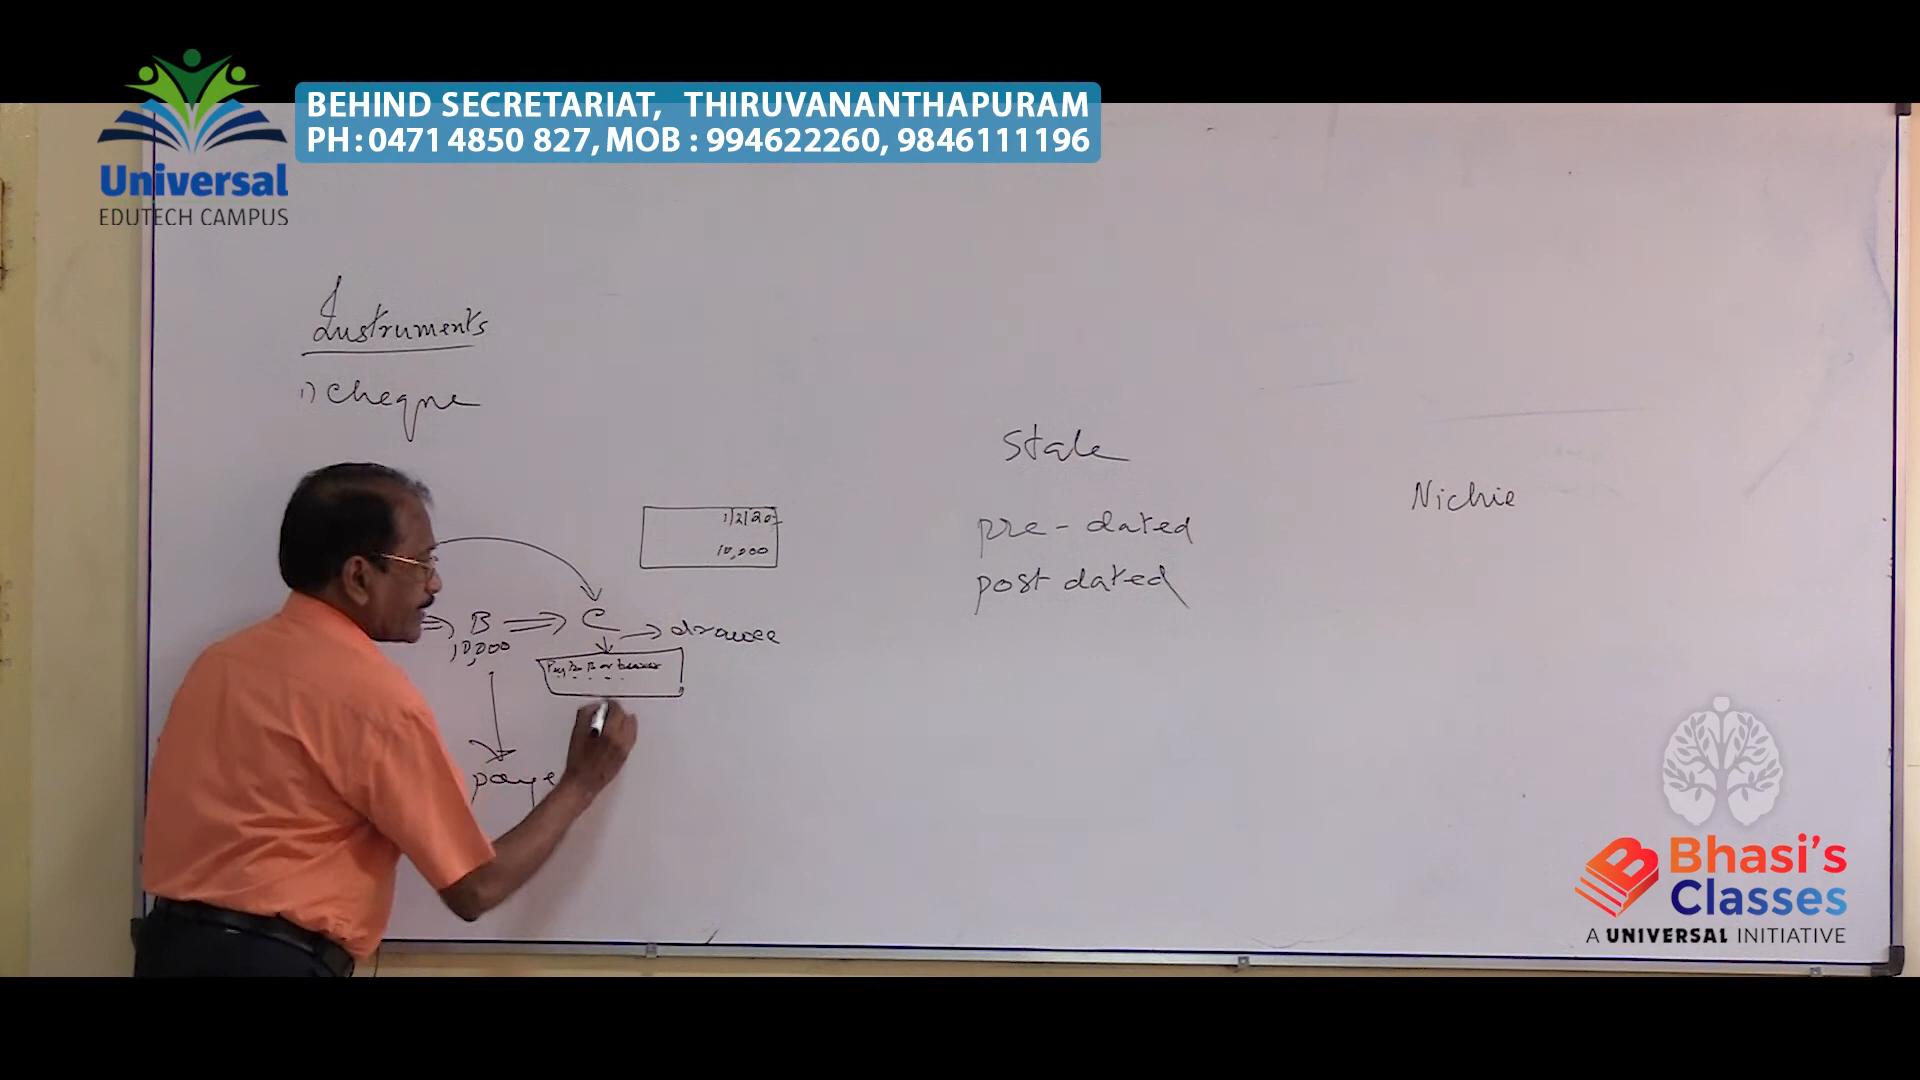 BEHIND SECRETARIAT, THIRUVANANTHAPURAM
PH: 0471 4850 827, MOB : 994622260, 9846111196
Universal
EDUTECH CAMPUS
Instruments
1) Cheque
Stale
Nichie
pre - dated
post dated
1/2/20
10,000
B
C
drawee
10,000
Pay to B or bearer
paye
Bhasi's
Classes
A UNIVERSAL INITIATIVE